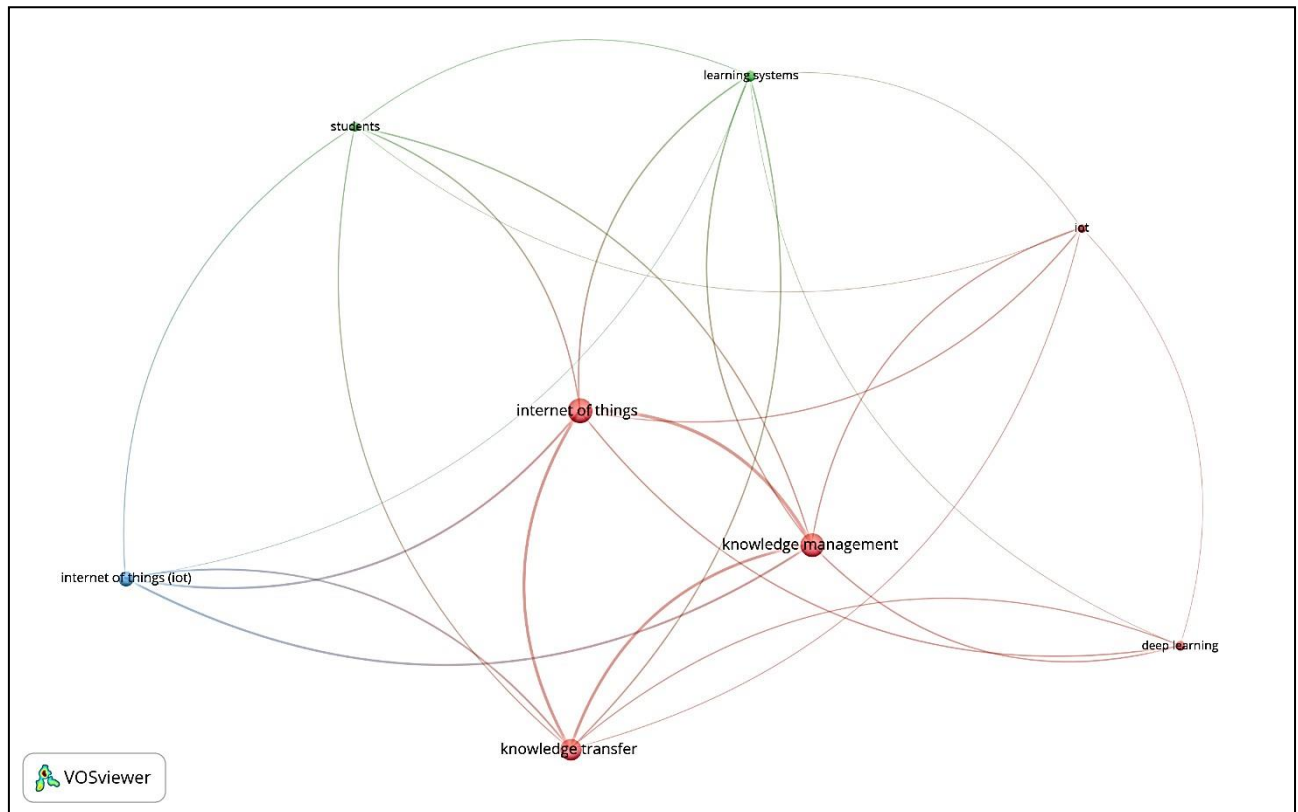 learning systems
students
iot
internet of things
knowledge management
internet of things (iot)
deep learning
knowledge transfer
VOSviewer